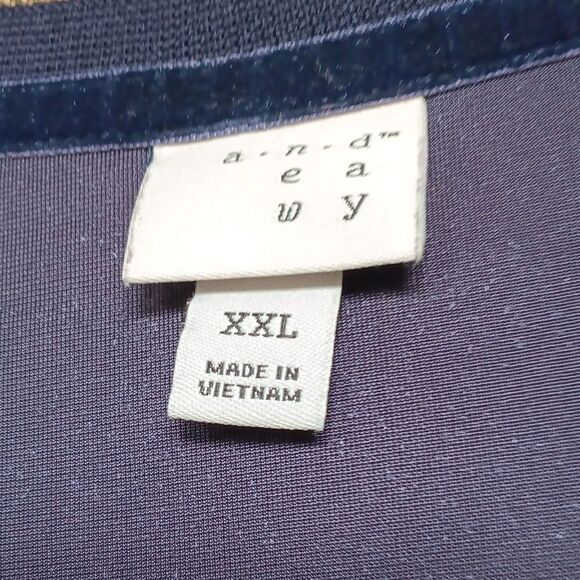 a - n - d™
e a
w y
XXL
MADE IN
VIETNAM